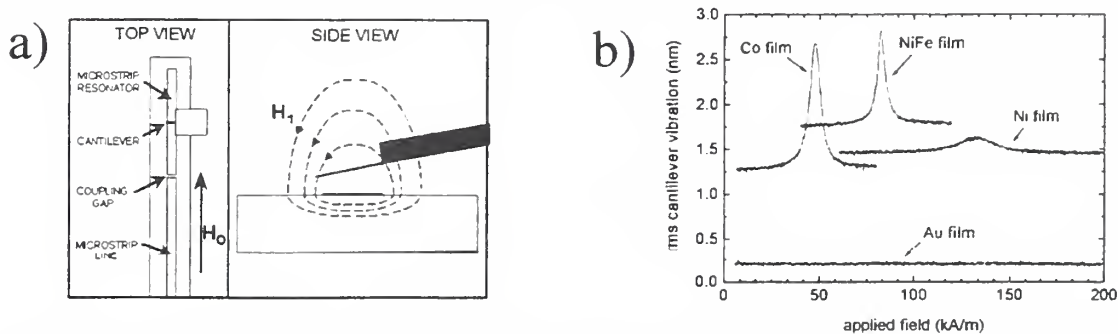 a)
TOP VIEW
MICROSTRIP
RESONATOR
CANTILEVER
COUPLING
GAP
MICROSTRIP
LINE
H₀
SIDE VIEW
H₁
b)
rms cantilever vibration (nm)
3.0
2.5
2.0
1.5
1.0
0.5
0.0
Co film
NiFe film
Ni film
Au film
0
50
100
150
200
applied field (kA/m)